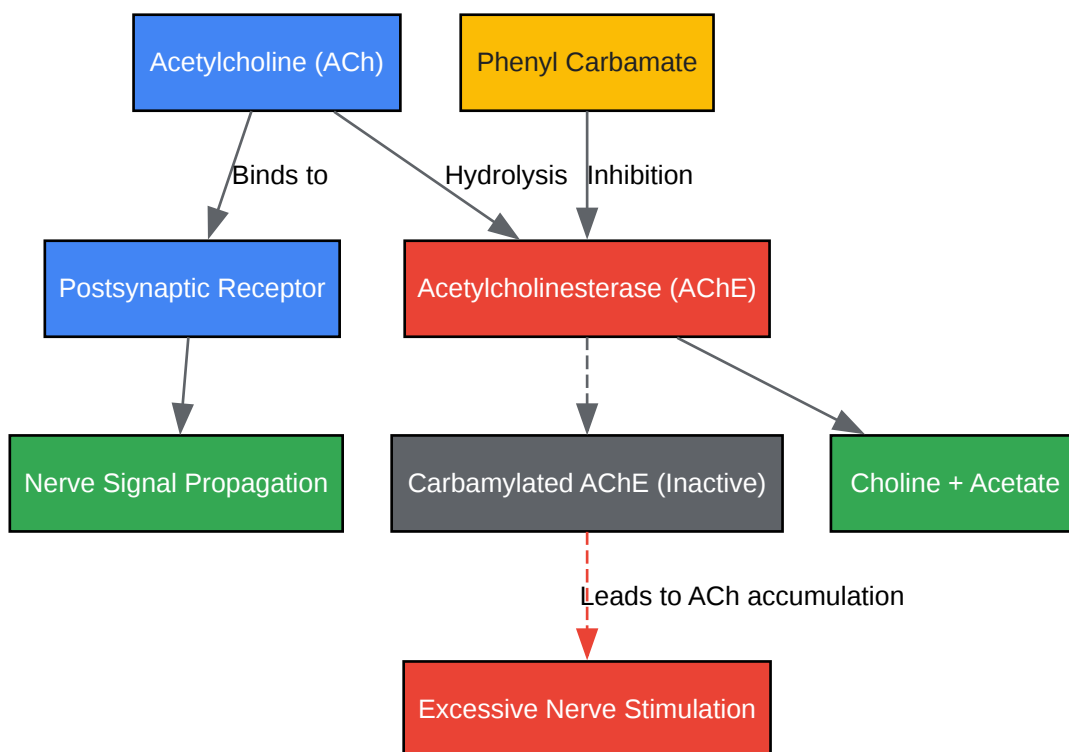 Acetylcholine (ACh)
Phenyl Carbamate
Binds to
Hydrolysis
Inhibition
Postsynaptic Receptor
Acetylcholinesterase (AChE)
Nerve Signal Propagation
Carbamylated AChE (Inactive)
Choline + Acetate
Leads to ACh accumulation
Excessive Nerve Stimulation